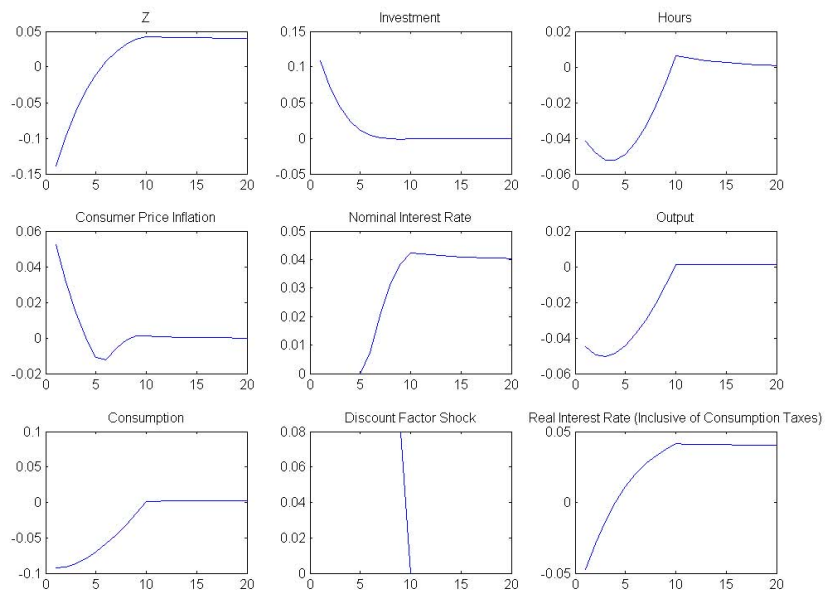 Z
0.05
0
-0.05
-0.1
-0.15
0 5 10 15 20
Investment
0.15
0.1
0.05
0
-0.05
0 5 10 15 20
Hours
0.02
0
-0.02
-0.04
-0.06
0 5 10 15 20
Consumer Price Inflation
0.06
0.04
0.02
0
-0.02
0 5 10 15 20
Nominal Interest Rate
0.05
0.04
0.03
0.02
0.01
0
0 5 10 15 20
Output
0.02
0
-0.02
-0.04
-0.06
0 5 10 15 20
Consumption
0.1
0.05
0
-0.05
-0.1
0 5 10 15 20
Discount Factor Shock
0.08
0.06
0.04
0.02
0
0 5 10 15 20
Real Interest Rate (Inclusive of Consumption Taxes)
0.05
0
-0.05
0 5 10 15 20